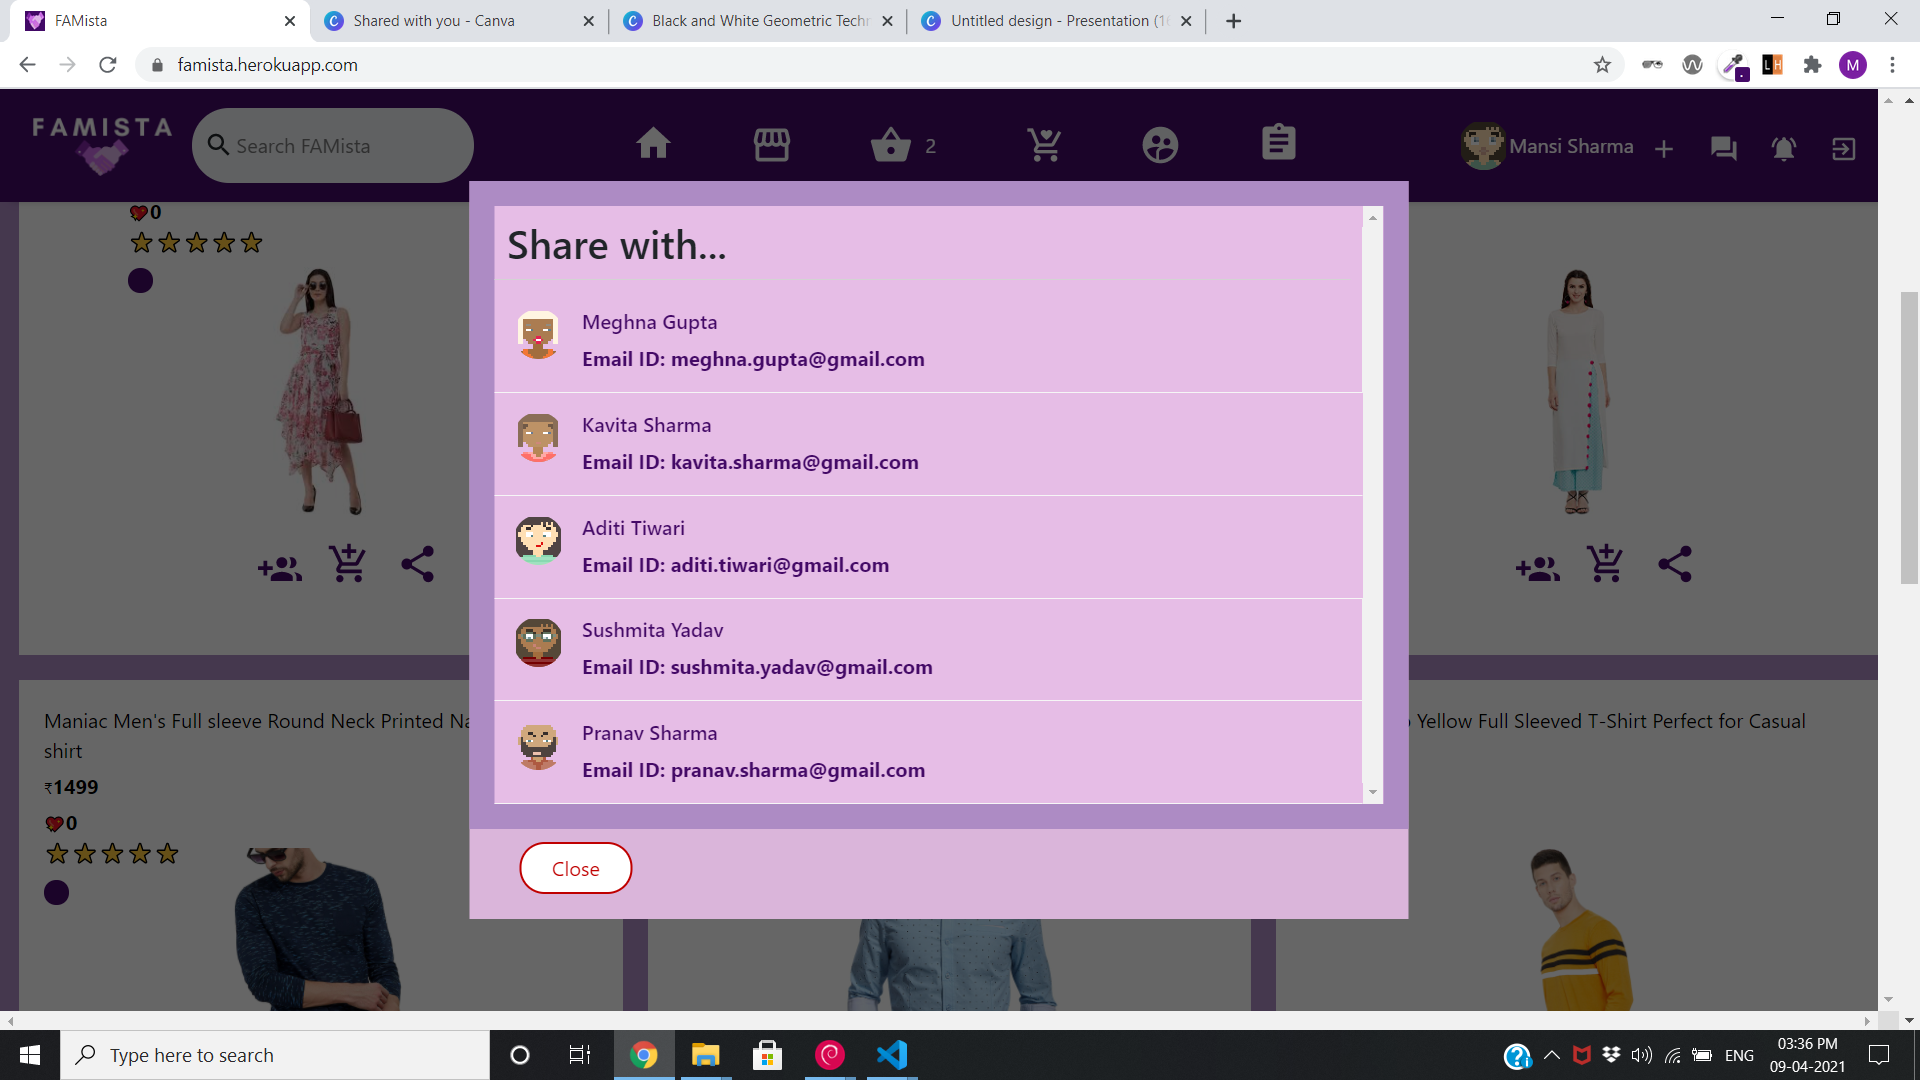 FAMista
Shared with you - Canva
Black and White Geometric Techn
Untitled design - Presentation (16
famista.herokuapp.com
LH
M
FAMISTA
Search FAMista
2
Mansi Sharma
0
Share with...
Meghna Gupta
Email ID: meghna.gupta@gmail.com
Kavita Sharma
Email ID: kavita.sharma@gmail.com
Aditi Tiwari
Email ID: aditi.tiwari@gmail.com
Sushmita Yadav
Email ID: sushmita.yadav@gmail.com
Pranav Sharma
Email ID: pranav.sharma@gmail.com
Close
Maniac Men's Full sleeve Round Neck Printed Na
shirt
₹1499
0
Yellow Full Sleeved T-Shirt Perfect for Casual
Type here to search
ENG
03:36 PM
09-04-2021